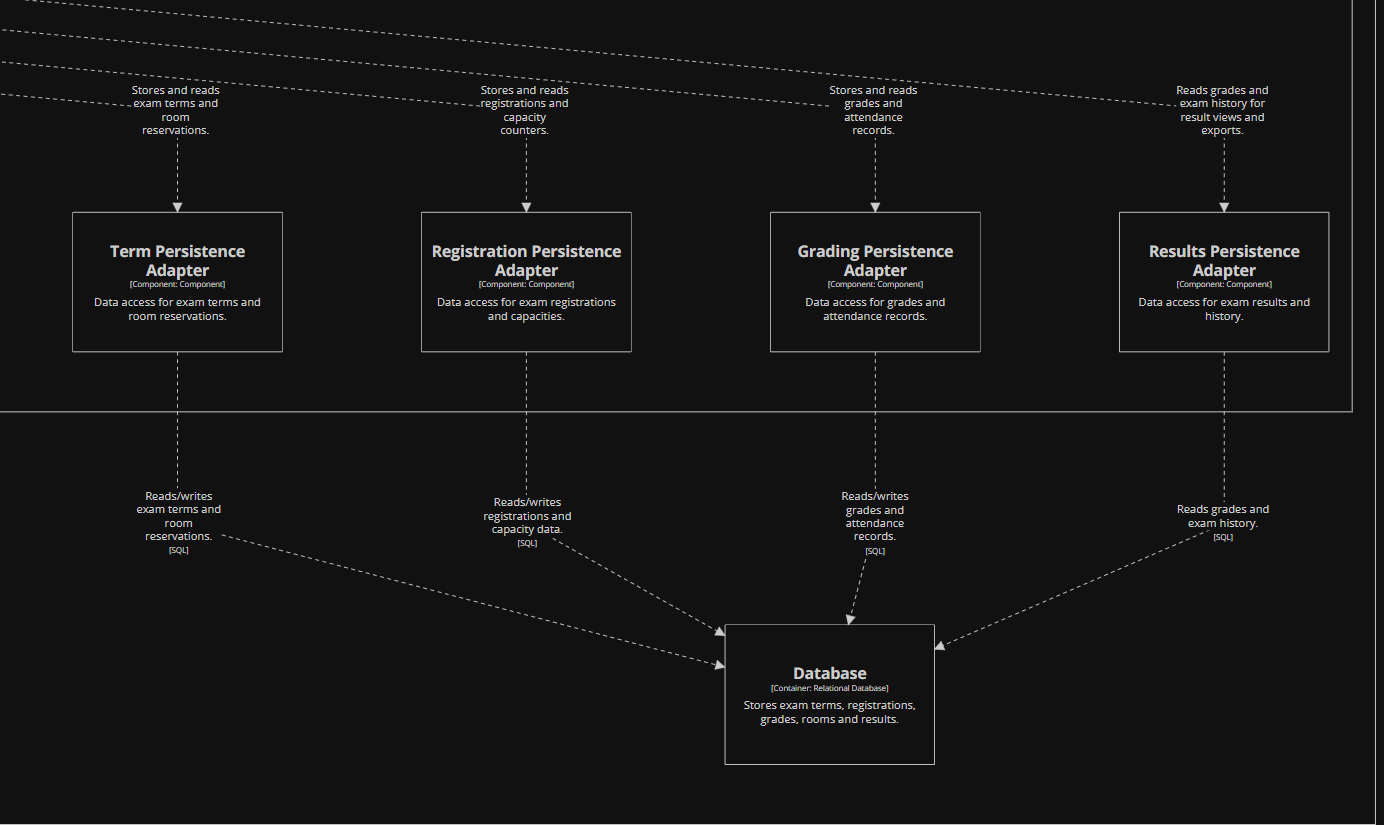 Stores and reads
exam terms and
room
reservations.
Stores and reads
registrations and
capacity
counters.
Stores and reads
grades and
attendance
records.
Reads grades and
exam history for
result views and
exports.
Term Persistence
Adapter
[Component: Component]
Data access for exam terms and
room reservations.
Registration Persistence
Adapter
[Component: Component]
Data access for exam registrations
and capacities.
Grading Persistence
Adapter
[Component: Component]
Data access for grades and
attendance records.
Results Persistence
Adapter
[Component: Component]
Data access for exam results and
history.
Reads/writes
exam terms and
room
reservations.
[SQL]
Reads/writes
registrations and
capacity data.
[SQL]
Reads/writes
grades and
attendance
records.
[SQL]
Reads grades and
exam history.
[SQL]
Database
[Container: Relational Database]
Stores exam terms, registrations,
grades, rooms and results.